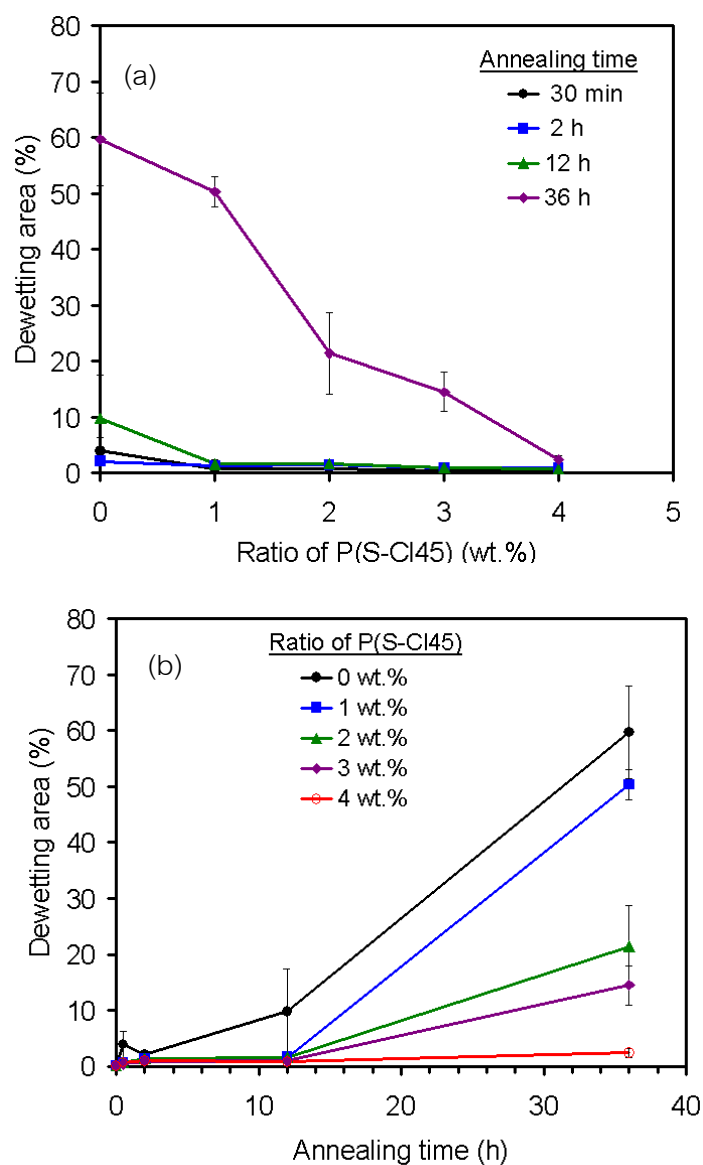 80
70
60
50
40
30
20
10
0
Dewetting area (%)
(a)
Annealing time
30 min
2 h
12 h
36 h
0 1 2 3 4 5
Ratio of P(S-Cl45) (wt.%)
80
70
60
50
40
30
20
10
0
Dewetting area (%)
(b)
Ratio of P(S-Cl45)
0 wt.%
1 wt.%
2 wt.%
3 wt.%
4 wt.%
0 10 20 30 40
Annealing time (h)